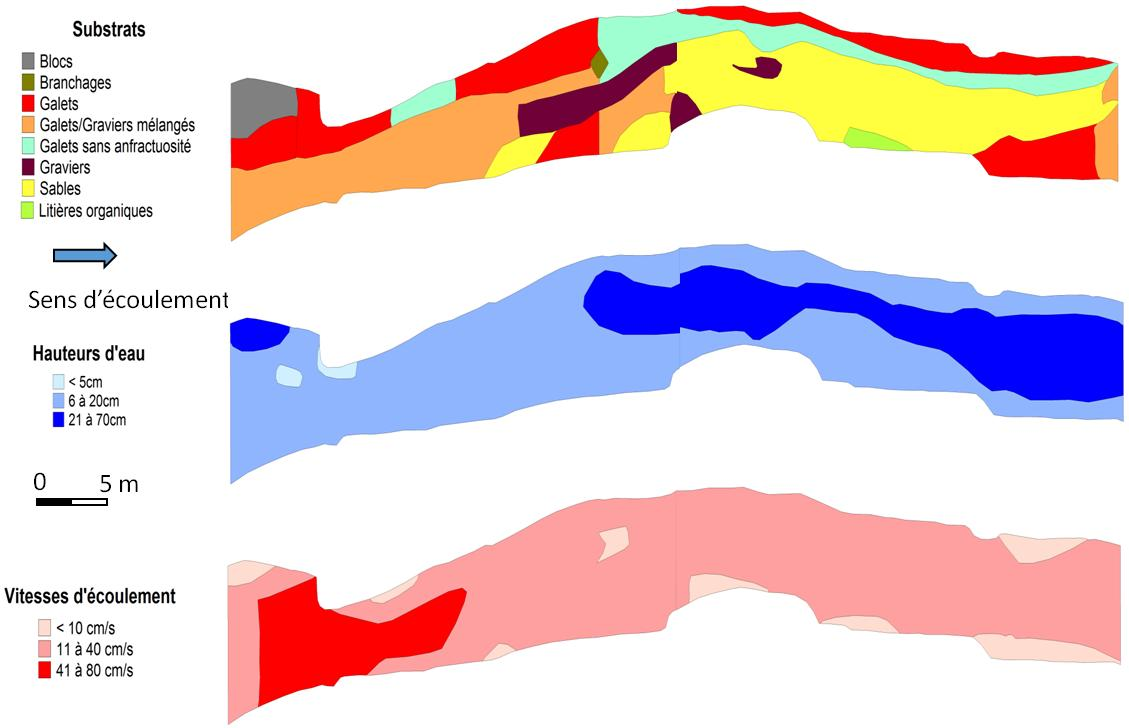 Substrats
Blocs
Branchages
Galets
Galets/Graviers mélangés
Galets sans anfractuosité
Graviers
Sables
Litières organiques
Sens d'écoulement
Hauteurs d'eau
< 5cm
6 à 20cm
21 à 70cm
0 5 m
Vitesses d'écoulement
< 10 cm/s
11 à 40 cm/s
41 à 80 cm/s